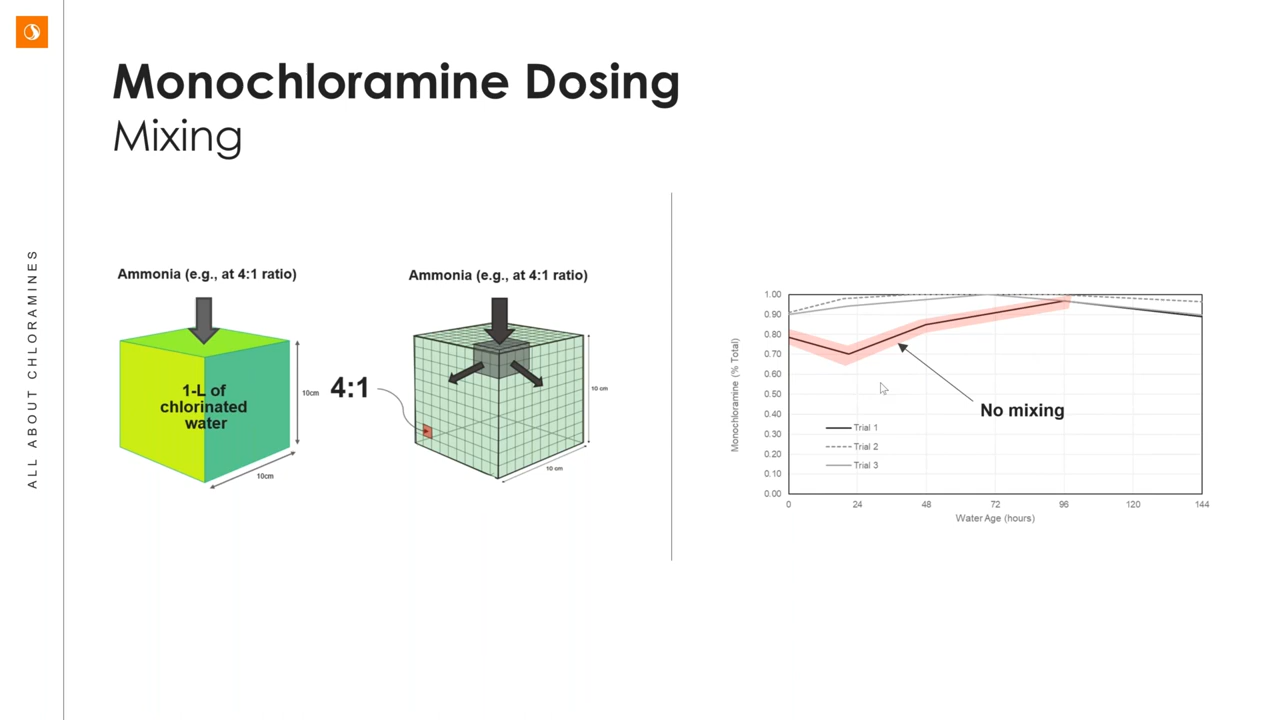 Monochloramine Dosing
Mixing
ALL ABOUT CHLORAMINES
Ammonia (e.g., at 4:1 ratio)
1-L of
chlorinated
water
10cm
10cm
Ammonia (e.g., at 4:1 ratio)
4:1
10 cm
10 cm
Monochloramine (% Total)
1.00
0.90
0.80
0.70
0.60
0.50
0.40
0.30
0.20
0.10
0.00
No mixing
Trial 1
Trial 2
Trial 3
0 24 48 72 96 120 144
Water Age (hours)